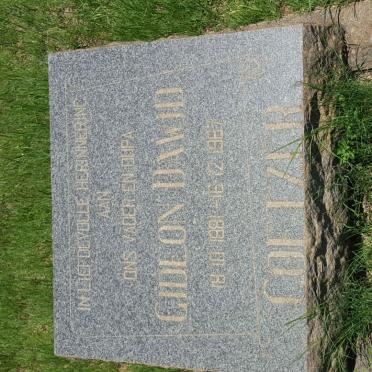 IN LIEFDEVOLLE HERINNERING
AAN
ONS VADER EN OUPA
GIDEON DAWID
COETZER